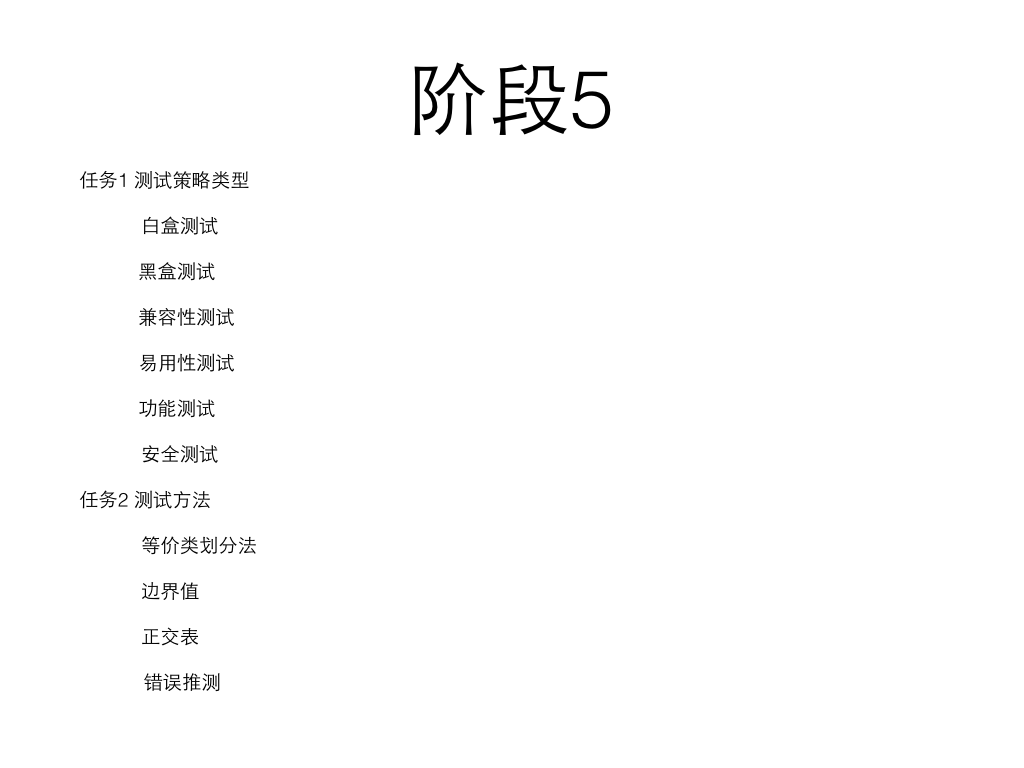 阶段5
任务1 测试策略类型
白盒测试
黑盒测试
兼容性测试
易用性测试
功能测试
安全测试
任务2 测试方法
等价类划分法
边界值
正交表
错误推测